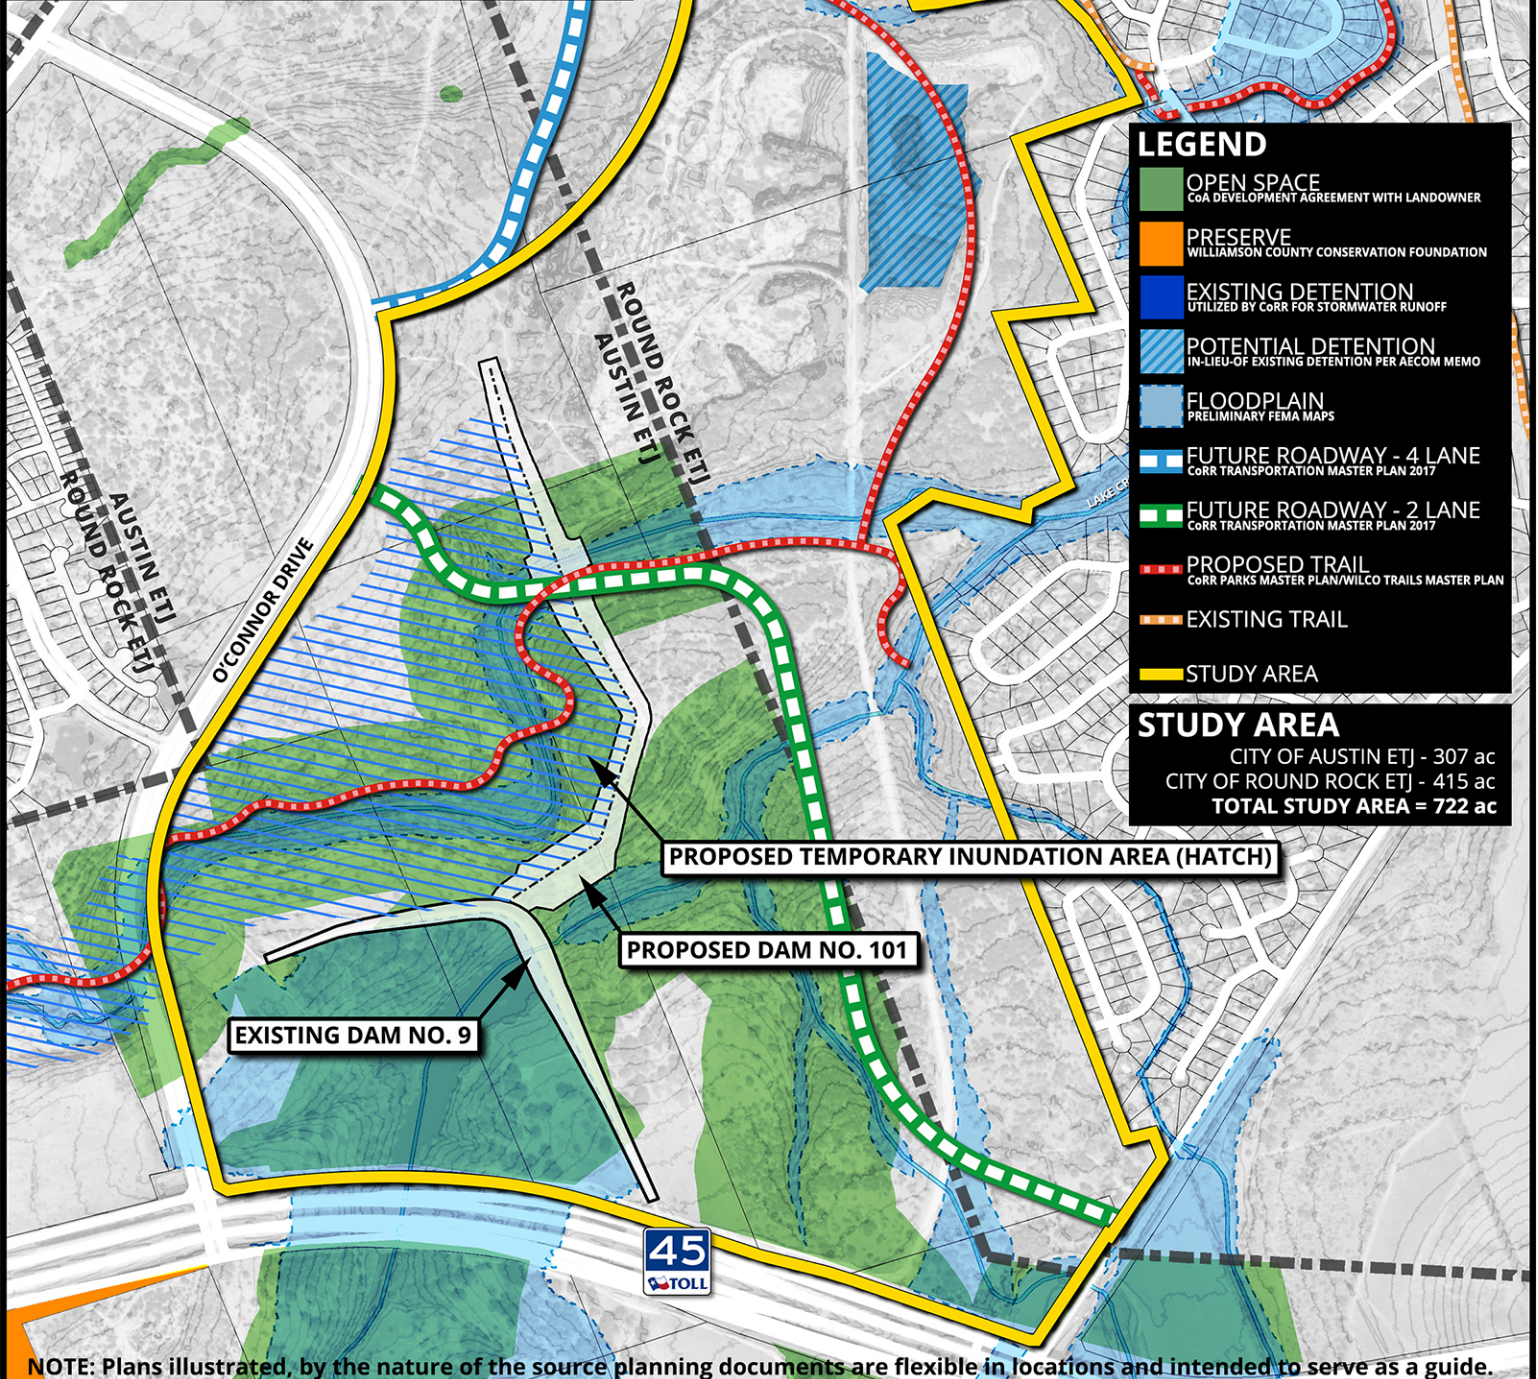 LEGEND
OPEN SPACE
CoA DEVELOPMENT AGREEMENT WITH LANDOWNER
PRESERVE
WILLIAMSON COUNTY CONSERVATION FOUNDATION
EXISTING DETENTION
UTILIZED BY CoRR FOR STORMWATER RUNOFF
POTENTIAL DETENTION
IN-LIEU-OF EXISTING DETENTION PER AECOM MEMO
FLOODPLAIN
PRELIMINARY FEMA MAPS
FUTURE ROADWAY - 4 LANE
CoRR TRANSPORTATION MASTER PLAN 2017
FUTURE ROADWAY - 2 LANE
CoRR TRANSPORTATION MASTER PLAN 2017
PROPOSED TRAIL
CoRR PARKS MASTER PLAN/WILCO TRAILS MASTER PLAN
EXISTING TRAIL
STUDY AREA
STUDY AREA
CITY OF AUSTIN ETJ - 307 ac
CITY OF ROUND ROCK ETJ - 415 ac
TOTAL STUDY AREA = 722 ac
ROUND ROCK ETJ
AUSTIN ETJ
AUSTIN ETJ
ROUND ROCK ETJ
O'CONNOR DRIVE
LAKE
PROPOSED TEMPORARY INUNDATION AREA (HATCH)
PROPOSED DAM NO. 101
EXISTING DAM NO. 9
45
TOLL
NOTE: Plans illustrated, by the nature of the source planning documents are flexible in locations and intended to serve as a guide.